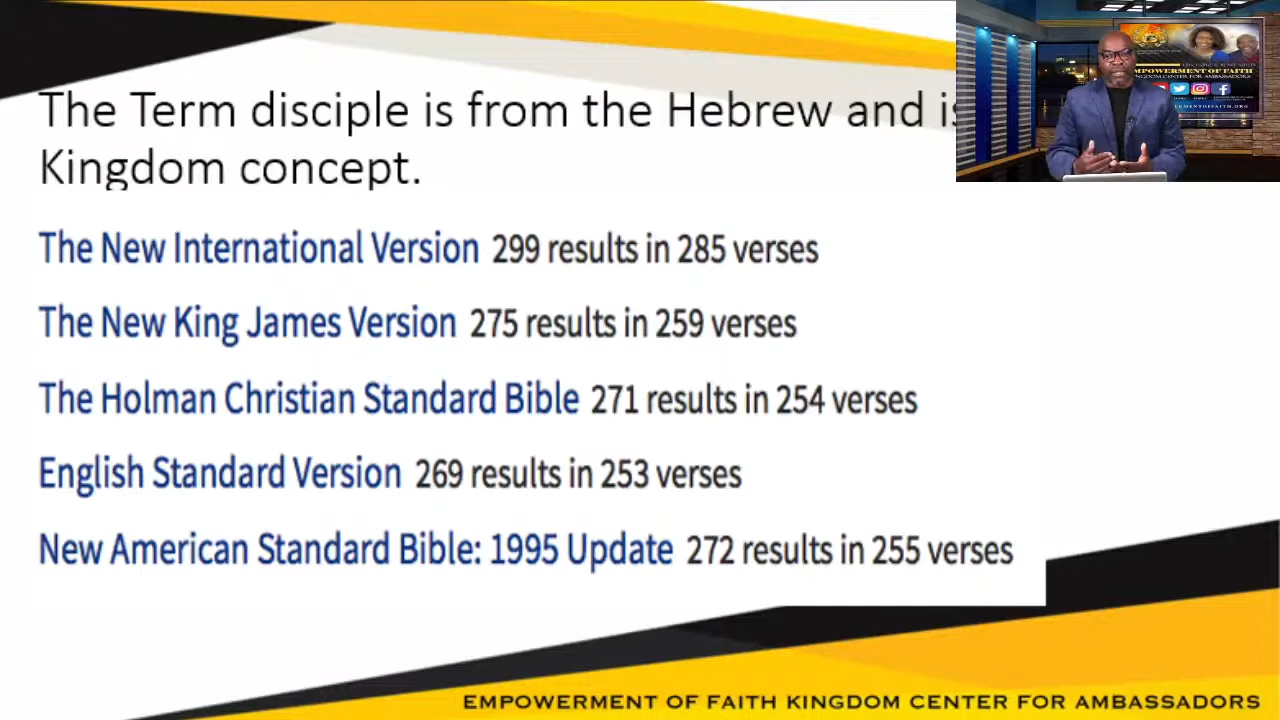 The Term disciple is from the Hebrew and is
Kingdom concept.
The New International Version 299 results in 285 verses
The New King James Version 275 results in 259 verses
The Holman Christian Standard Bible 271 results in 254 verses
English Standard Version 269 results in 253 verses
New American Standard Bible: 1995 Update 272 results in 255 verses
EMPOWERMENT OF FAITH
KINGDOM CENTER FOR AMBASSADORS
EMPOWERMENT OF FAITH KINGDOM CENTER FOR AMBASSADORS